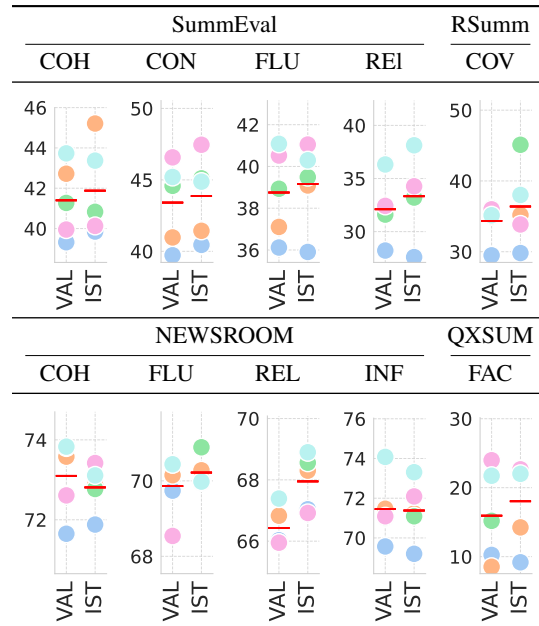 SummEval RSumm
COH CON FLU REl COV
46
44
42
40
VAL
IST
50
45
40
VAL
IST
42
40
38
36
VAL
IST
40
35
30
VAL
IST
50
40
30
VAL
IST
NEWSROOM QXSUM
COH FLU REL INF FAC
74
72
VAL
IST
70
68
VAL
IST
70
68
66
VAL
IST
76
74
72
70
VAL
IST
30
20
10
VAL
IST